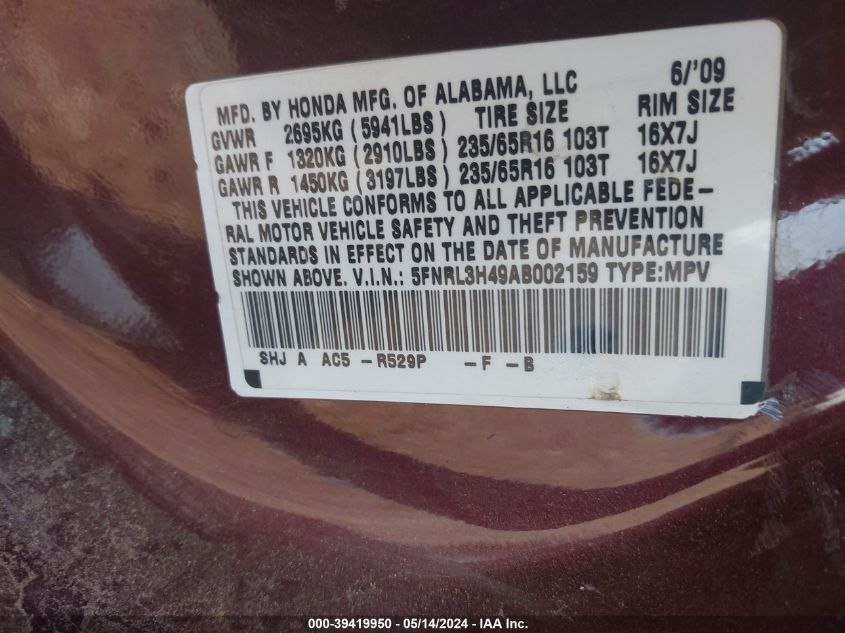 MFD. BY HONDA MFG. OF ALABAMA, LLC 6/'09
GVWR 2695KG (5941LBS) TIRE SIZE RIM SIZE
GAWR F 1320KG (2910LBS) 235/65R16 103T 16X7J
GAWR R 1450KG (3197LBS) 235/65R16 103T 16X7J
THIS VEHICLE CONFORMS TO ALL APPLICABLE FEDE-
RAL MOTOR VEHICLE SAFETY AND THEFT PREVENTION
STANDARDS IN EFFECT ON THE DATE OF MANUFACTURE
SHOWN ABOVE. V.I.N.: 5FNRL3H49AB002159 TYPE:MPV
SHJ A AC5 -R529P -F -B
000-39419950 - 05/14/2024 - IAA Inc.